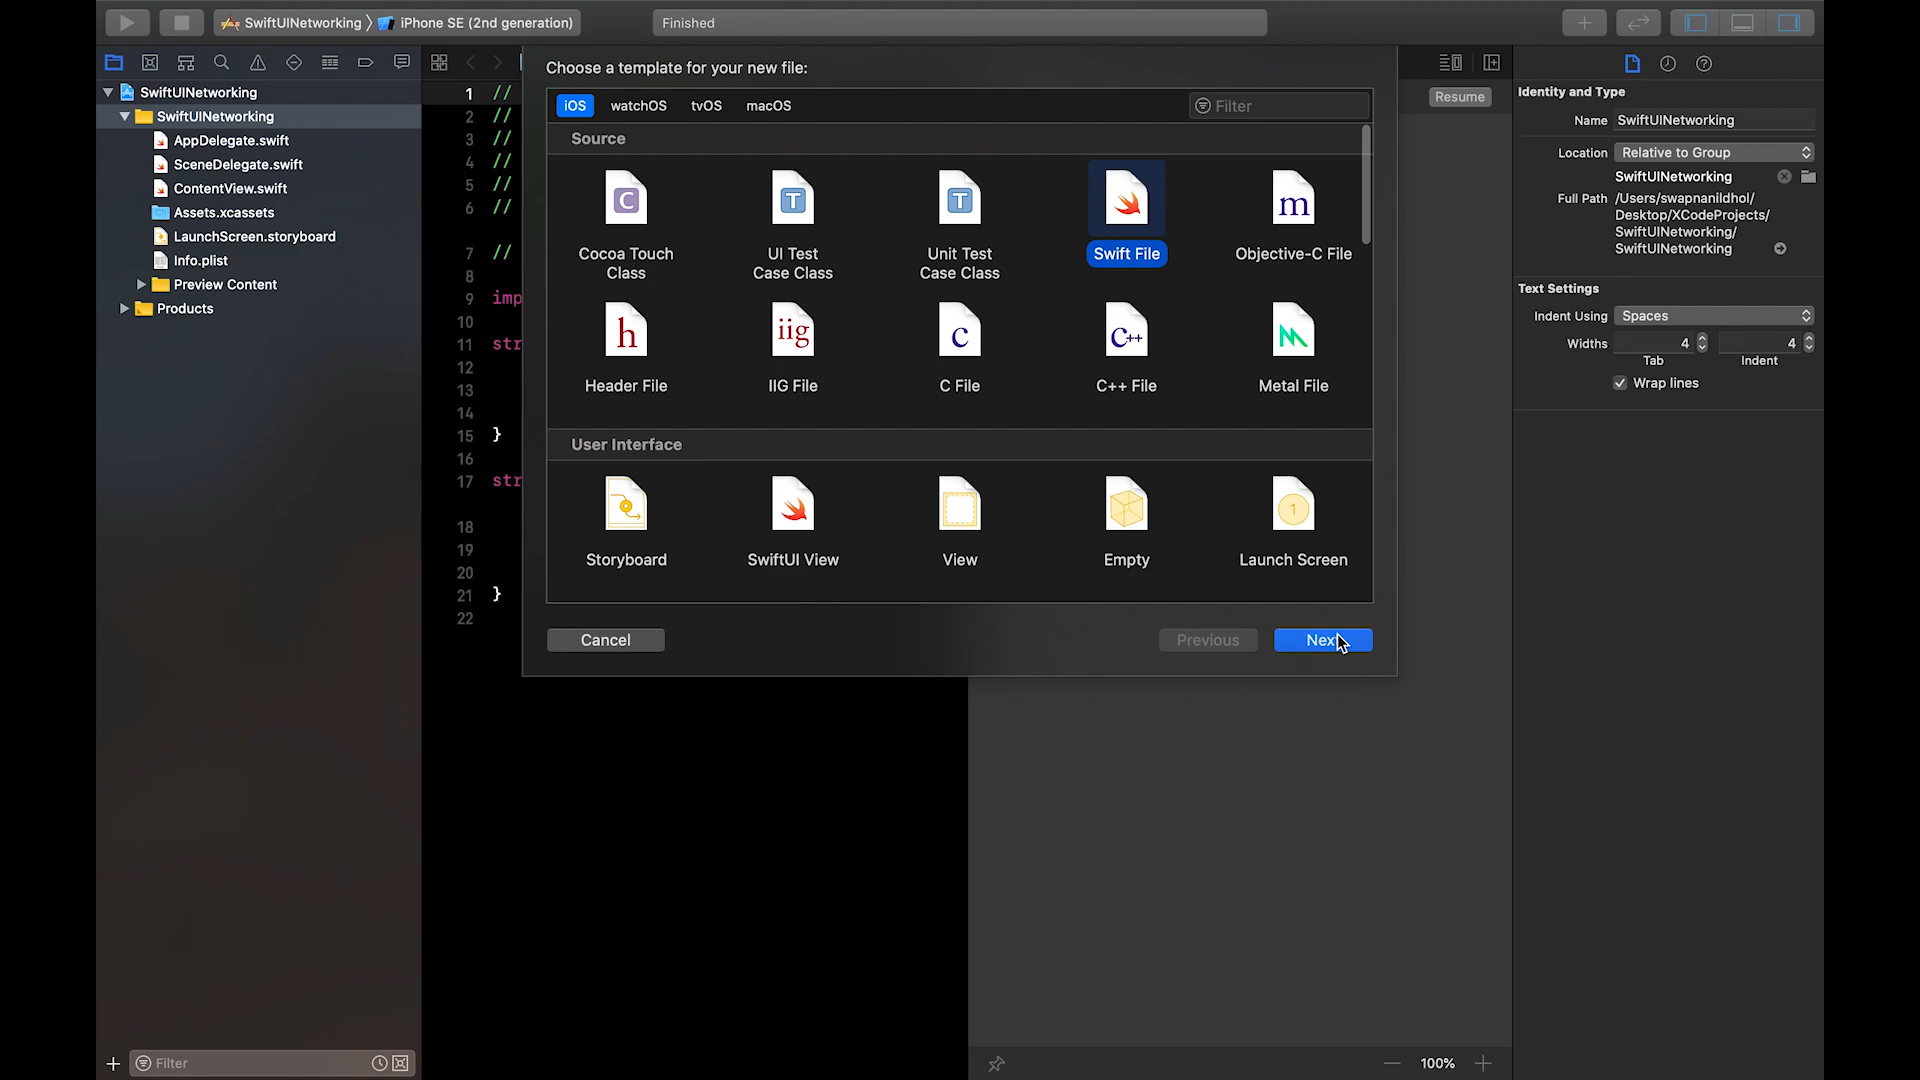 SwiftUINetworking ⟩ iPhone SE (2nd generation)
Finished
Choose a template for your new file:
iOS watchOS tvOS macOS
Filter
Source
Cocoa Touch
Class
UI Test
Case Class
Unit Test
Case Class
Swift File
Objective-C File
Header File
IIG File
C File
C++ File
Metal File
User Interface
Storyboard
SwiftUI View
View
Empty
Launch Screen
Cancel
Previous
SwiftUINetworking
SwiftUINetworking
AppDelegate.swift
SceneDelegate.swift
ContentView.swift
Assets.xcassets
LaunchScreen.storyboard
Info.plist
Preview Content
Products
Filter
1 //
2 //
3 //
4 //
5 //
6 //
7 //
8
9 imp
10
11 str
12
13
14
15 }
16
17 str
18
19
20
21 }
22
Resume
Identity and Type
Name SwiftUINetworking
Location Relative to Group
SwiftUINetworking
Full Path /Users/swapnanildhol/
Desktop/XCodeProjects/
SwiftUINetworking/
SwiftUINetworking
Text Settings
Indent Using Spaces
Widths 4 4
Tab Indent
Wrap lines
100%